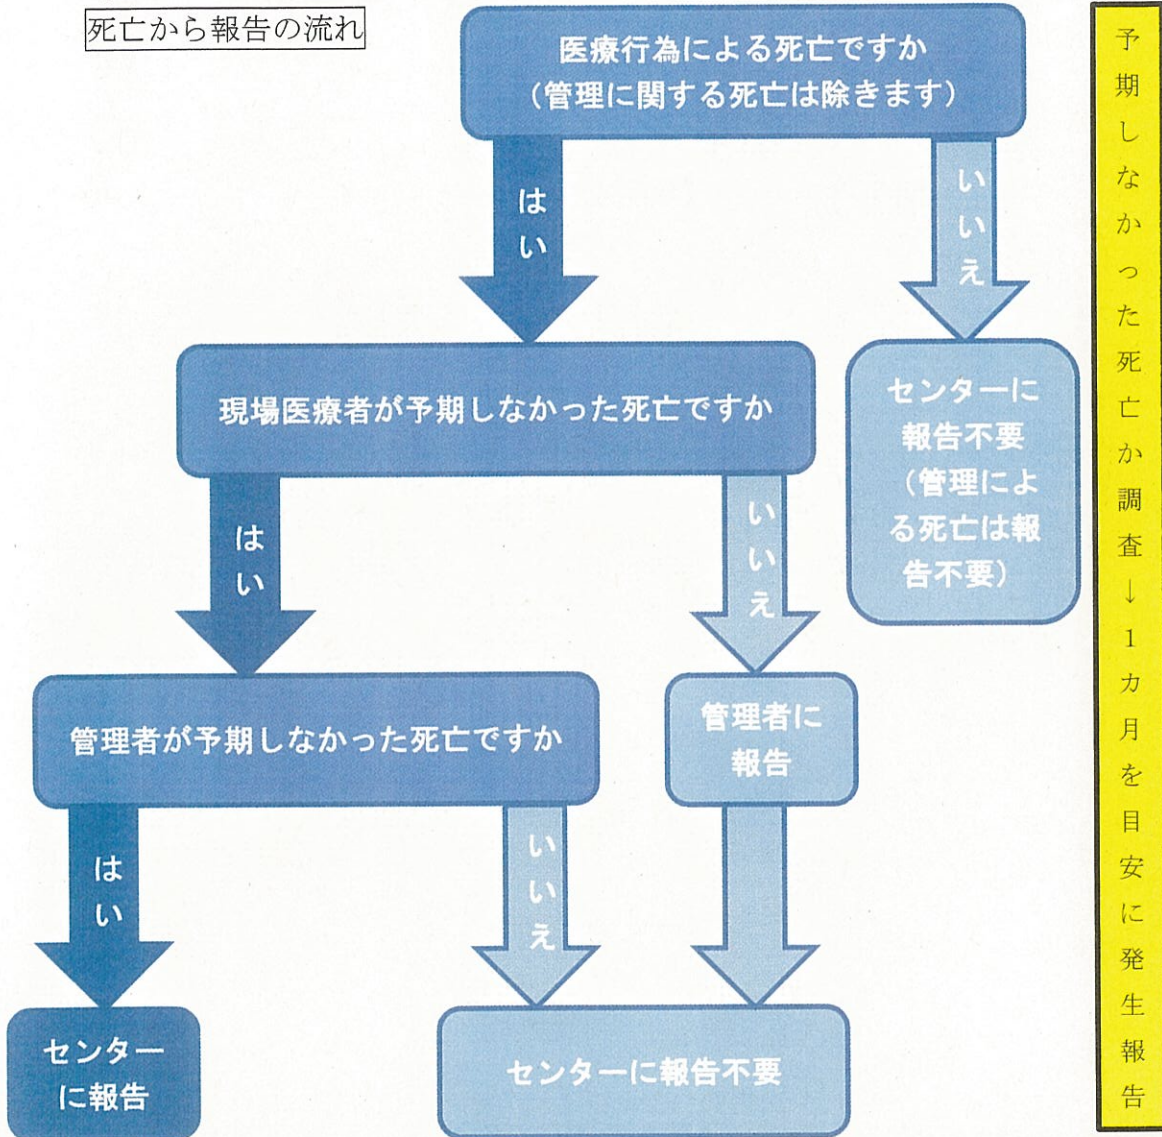 死亡から報告の流れ
医療行為による死亡ですか
（管理に関する死亡は除きます）
はい
いいえ
現場医療者が予期しなかった死亡ですか
センターに
報告不要
（管理によ
る死亡は報
告不要）
はい
いいえ
管理者が予期しなかった死亡ですか
管理者に
報告
はい
いいえ
センター
に報告
センターに報告不要
予期しなかった死亡か調査↓1カ月を目安に発生報告